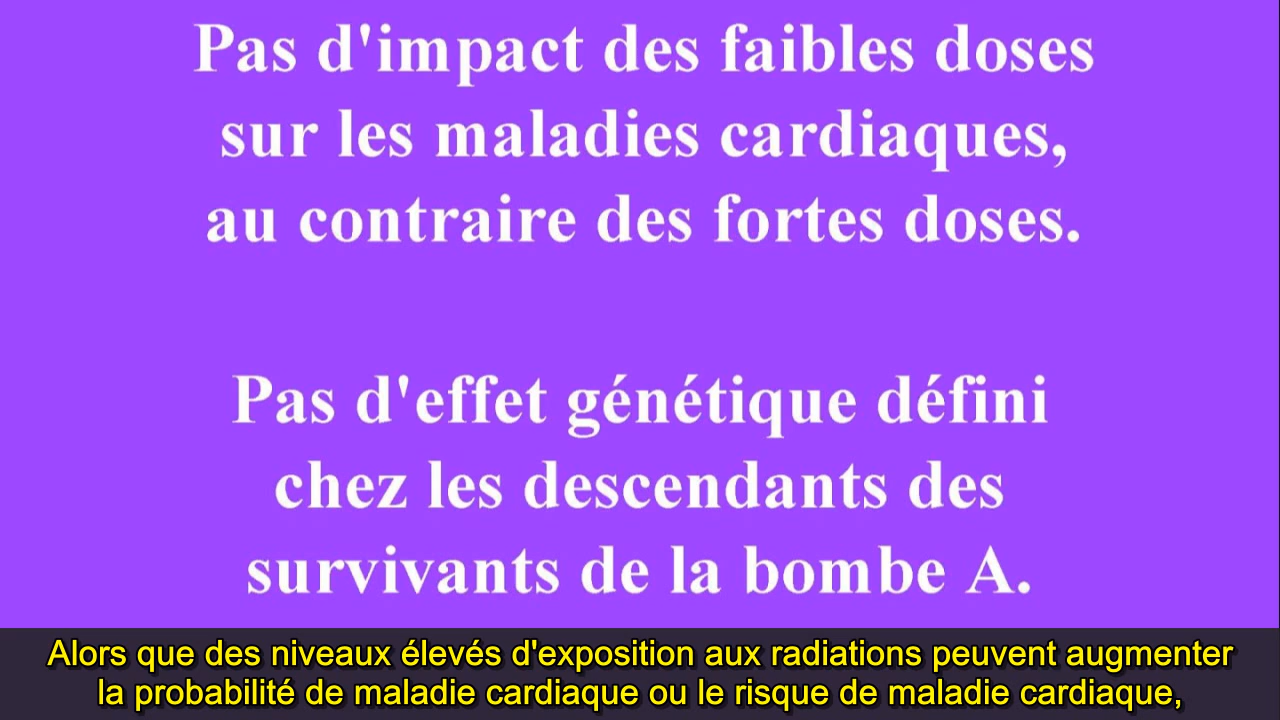 Pas d'impact des faibles doses
sur les maladies cardiaques,
au contraire des fortes doses.
Pas d'effet génétique défini
chez les descendants des
survivants de la bombe A.
Alors que des niveaux élevés d'exposition aux radiations peuvent augmenter
la probabilité de maladie cardiaque ou le risque de maladie cardiaque,